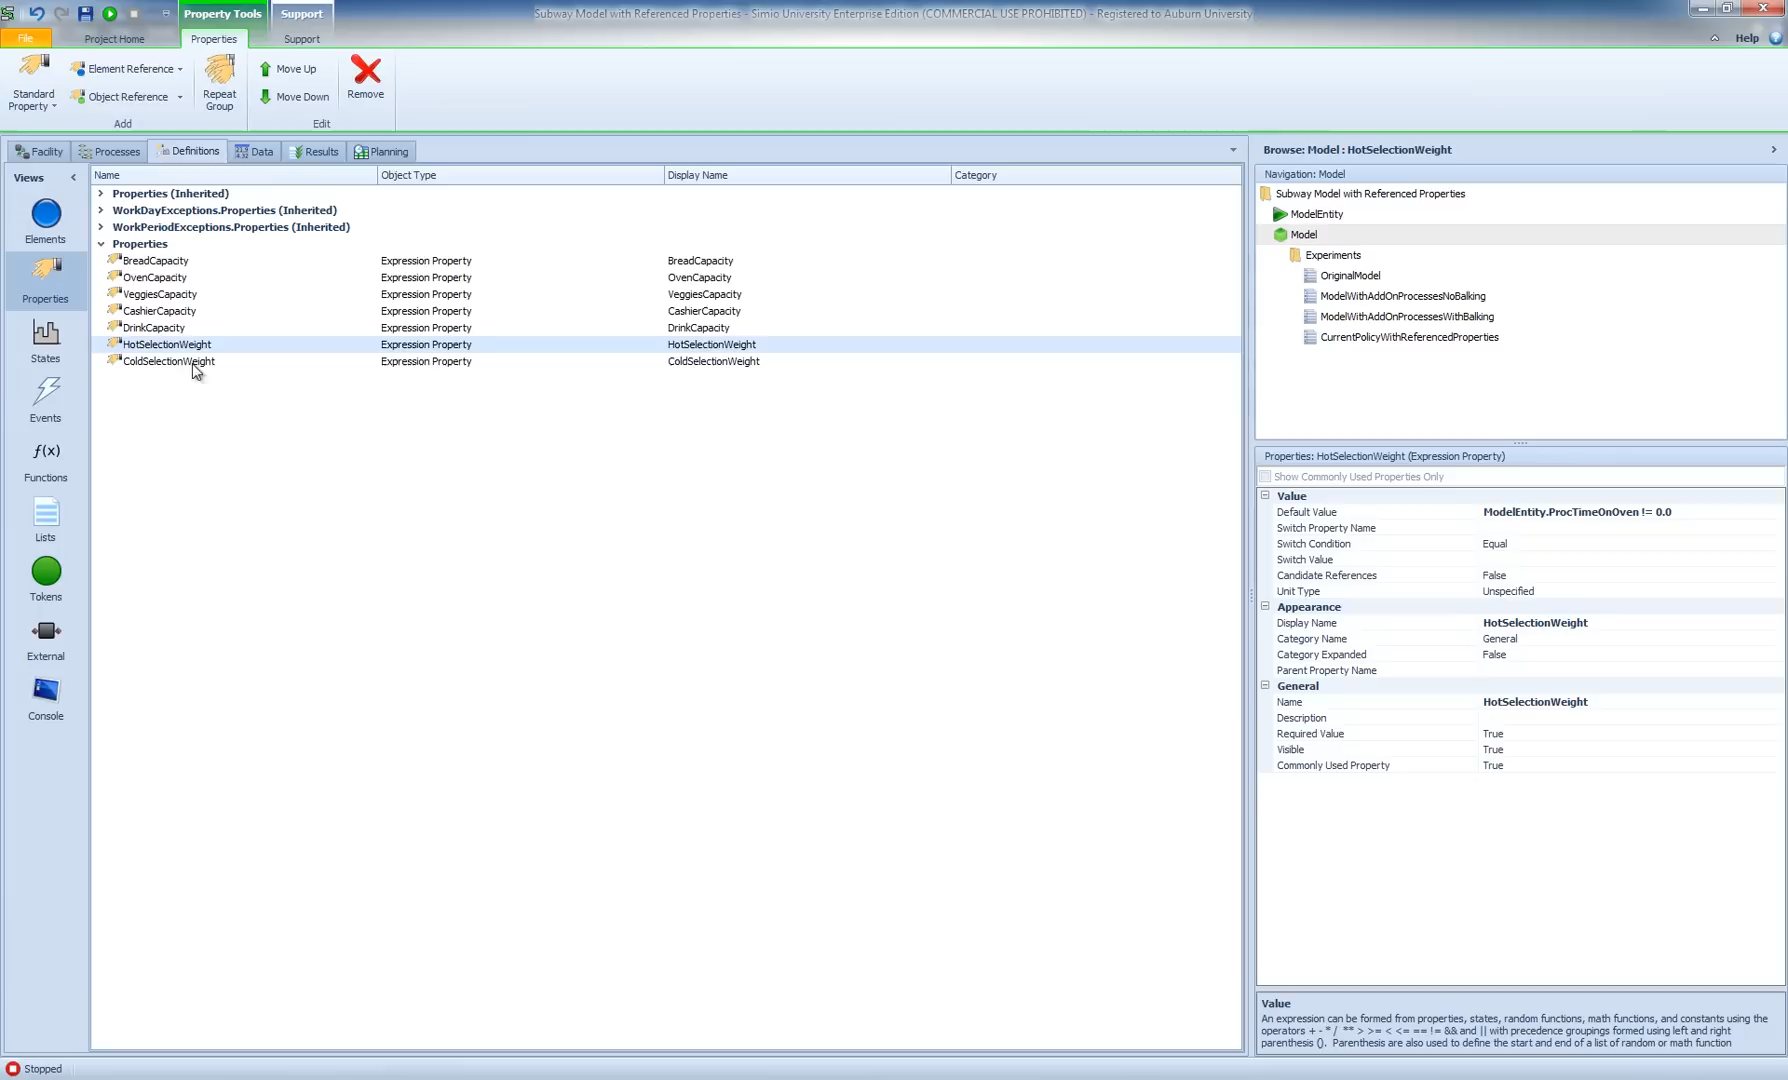 Property Tools
Support
Subway Model with Referenced Properties - Simio University Enterprise Edition (COMMERCIAL USE PROHIBITED) - Registered to Auburn University
File
Project Home
Properties
Support
Help
Standard Property
Element Reference
Object Reference
Repeat Group
Move Up
Move Down
Remove
Add
Edit
Facility
Processes
Definitions
Data
Results
Planning
Views
Elements
Properties
States
Events
f(x)
Functions
Lists
Tokens
External
Console
Name Object Type Display Name Category
Properties (Inherited)
WorkDayExceptions.Properties (Inherited)
WorkPeriodExceptions.Properties (Inherited)
Properties
BreadCapacity Expression Property BreadCapacity
OvenCapacity Expression Property OvenCapacity
VeggiesCapacity Expression Property VeggiesCapacity
CashierCapacity Expression Property CashierCapacity
DrinkCapacity Expression Property DrinkCapacity
HotSelectionWeight Expression Property HotSelectionWeight
ColdSelectionWeight Expression Property ColdSelectionWeight
Browse: Model : HotSelectionWeight
Navigation: Model
Subway Model with Referenced Properties
ModelEntity
Model
Experiments
OriginalModel
ModelWithAddOnProcessesNoBalking
ModelWithAddOnProcessesWithBalking
CurrentPolicyWithReferencedProperties
Properties: HotSelectionWeight (Expression Property)
Show Commonly Used Properties Only
Value
Default Value ModelEntity.ProcTimeOnOven != 0.0
Switch Property Name
Switch Condition Equal
Switch Value
Candidate References False
Unit Type Unspecified
Appearance
Display Name HotSelectionWeight
Category Name General
Category Expanded False
Parent Property Name
General
Name HotSelectionWeight
Description
Required Value True
Visible True
Commonly Used Property True
Value
An expression can be formed from properties, states, random functions, math functions, and constants using the
operators + - * / ** > >= < <= == != && and || with precedence groupings formed using left and right
parenthesis (). Parenthesis are also used to define the start and end of a list of random or math function
Stopped